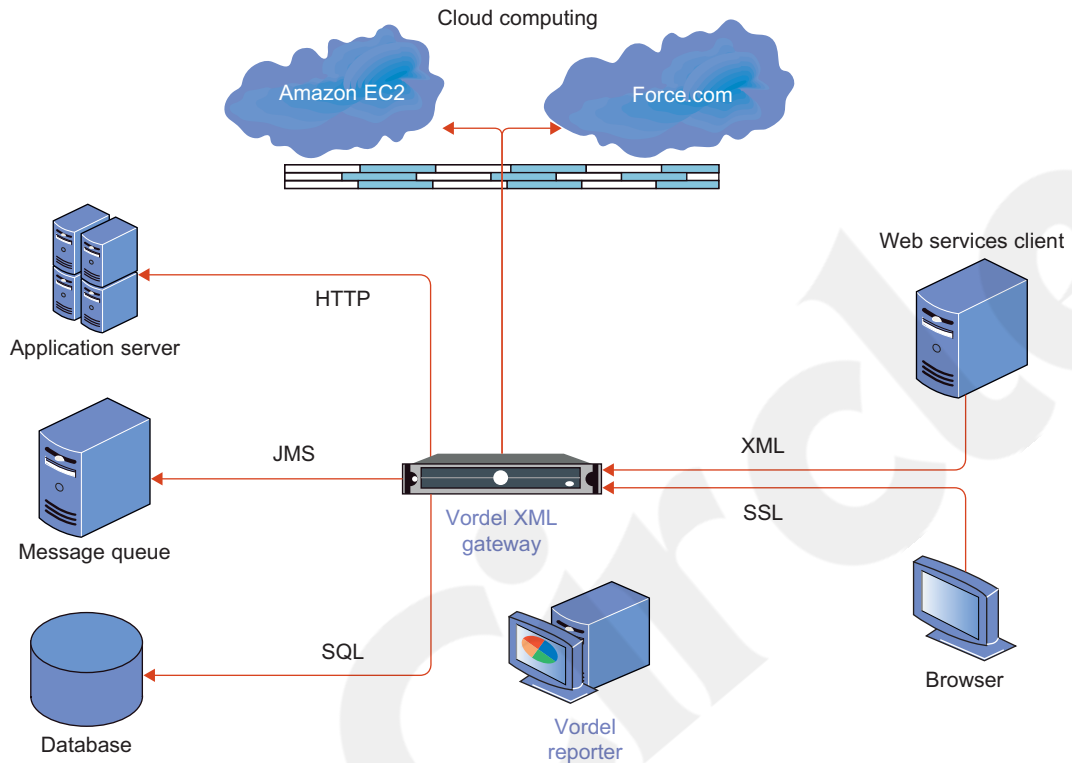 Cloud computing
Amazon EC2
Force.com
Web services client
HTTP
Application server
JMS
XML
Vordel XML
gateway
SSL
Message queue
SQL
Browser
Database
Vordel
reporter
Circle